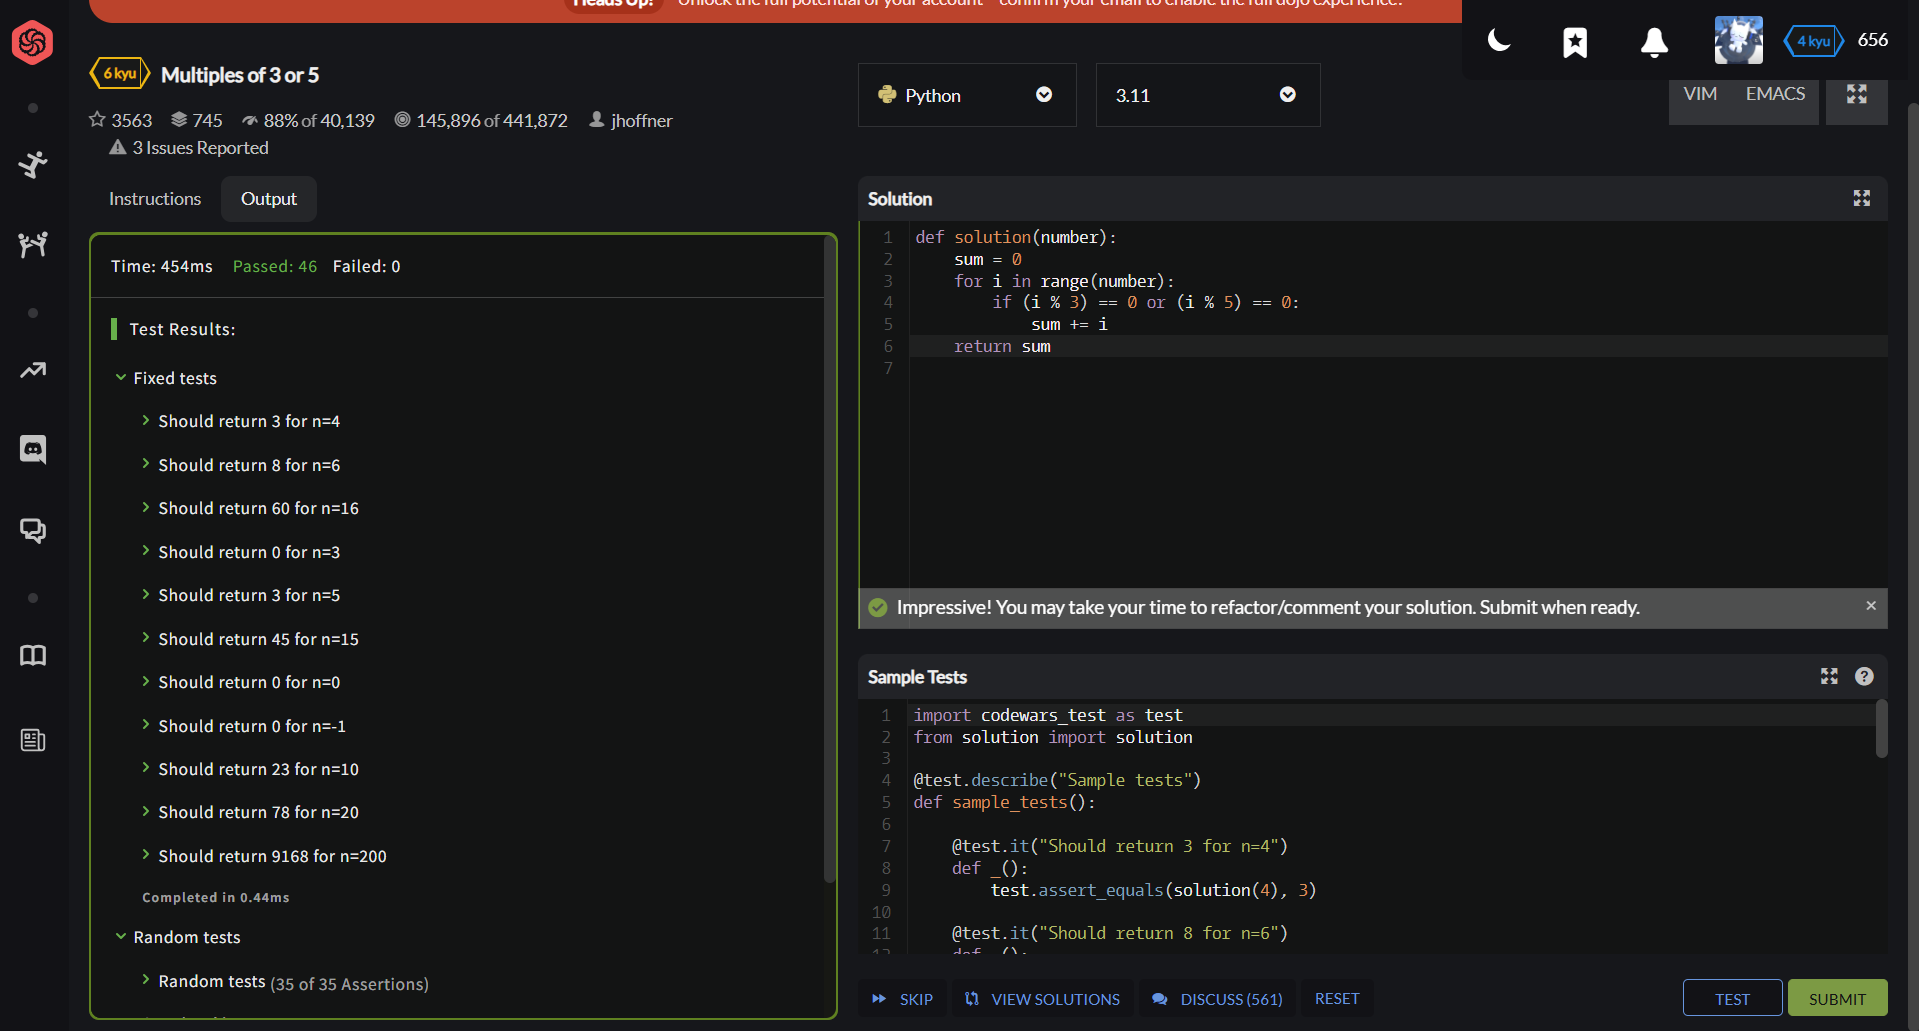 Heads Up! Unlock the full potential of your account - confirm your email to enable the full dojo experience!
4 kyu 656
6 kyu Multiples of 3 or 5
3563 745 88% of 40,139 145,896 of 441,872 jhoffner
3 Issues Reported
Python 3.11
VIM EMACS
Instructions Output
Time: 454ms Passed: 46 Failed: 0
Test Results:
Fixed tests
Should return 3 for n=4
Should return 8 for n=6
Should return 60 for n=16
Should return 0 for n=3
Should return 3 for n=5
Should return 45 for n=15
Should return 0 for n=0
Should return 0 for n=-1
Should return 23 for n=10
Should return 78 for n=20
Should return 9168 for n=200
Completed in 0.44ms
Random tests
Random tests (35 of 35 Assertions)
Solution
1 def solution(number):
2     sum = 0
3     for i in range(number):
4         if (i % 3) == 0 or (i % 5) == 0:
5             sum += i
6     return sum
7
Impressive! You may take your time to refactor/comment your solution. Submit when ready. ×
Sample Tests ?
1 import codewars_test as test
2 from solution import solution
3
4 @test.describe("Sample tests")
5 def sample_tests():
6
7     @test.it("Should return 3 for n=4")
8     def _():
9         test.assert_equals(solution(4), 3)
10
11     @test.it("Should return 8 for n=6")
12     def _():
SKIP VIEW SOLUTIONS DISCUSS (561) RESET TEST SUBMIT